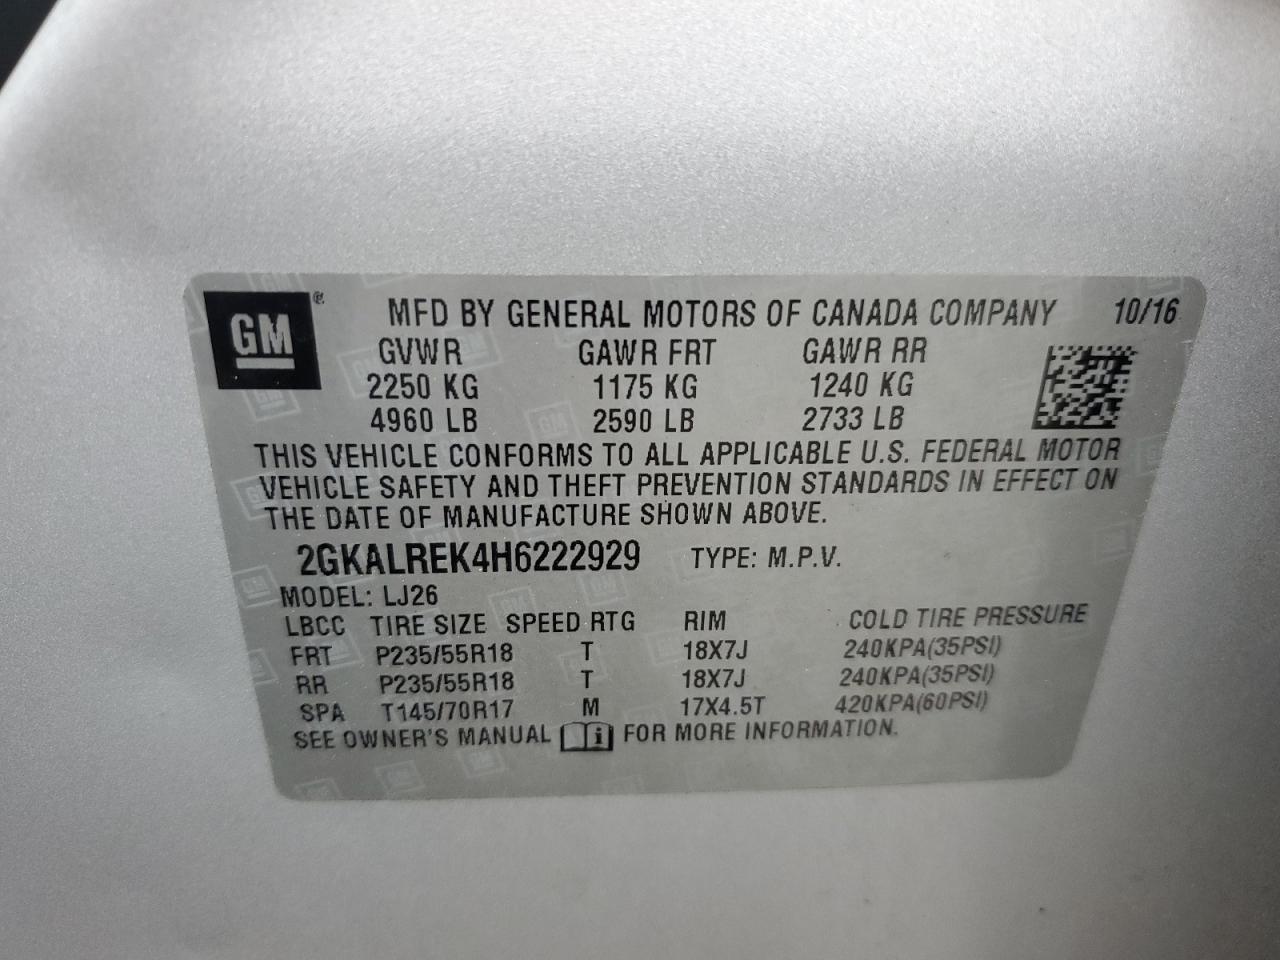 GM ® MFD BY GENERAL MOTORS OF CANADA COMPANY 10/16
GVWR GAWR FRT GAWR RR
2250 KG 1175 KG 1240 KG
4960 LB 2590 LB 2733 LB
THIS VEHICLE CONFORMS TO ALL APPLICABLE U.S. FEDERAL MOTOR
VEHICLE SAFETY AND THEFT PREVENTION STANDARDS IN EFFECT ON
THE DATE OF MANUFACTURE SHOWN ABOVE.
2GKALREK4H6222929 TYPE: M.P.V.
MODEL: LJ26
LBCC TIRE SIZE SPEED RTG RIM COLD TIRE PRESSURE
FRT P235/55R18 T 18X7J 240KPA(35PSI)
RR P235/55R18 T 18X7J 240KPA(35PSI)
SPA T145/70R17 M 17X4.5T 420KPA(60PSI)
SEE OWNER'S MANUAL i FOR MORE INFORMATION.